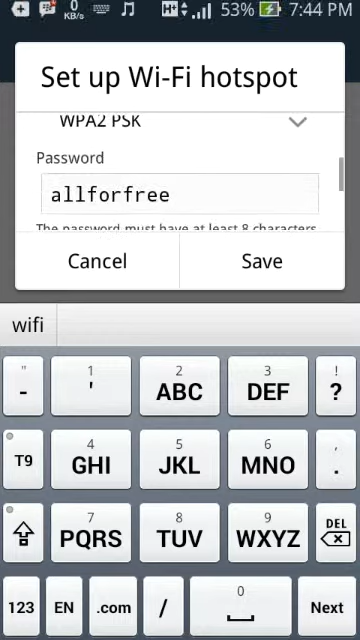 0 KB/s H+ 53% 7:44 PM
Set up Wi-Fi hotspot
WPA2 PSK
Password
allforfree
The password must have at least 8 characters
Cancel Save
wifi
" 1 2 3 !
- ' ABC DEF ?
4 5 6 ,
T9 GHI JKL MNO .
7 8 9 DEL
PQRS TUV WXYZ
0
123 EN .com / Next